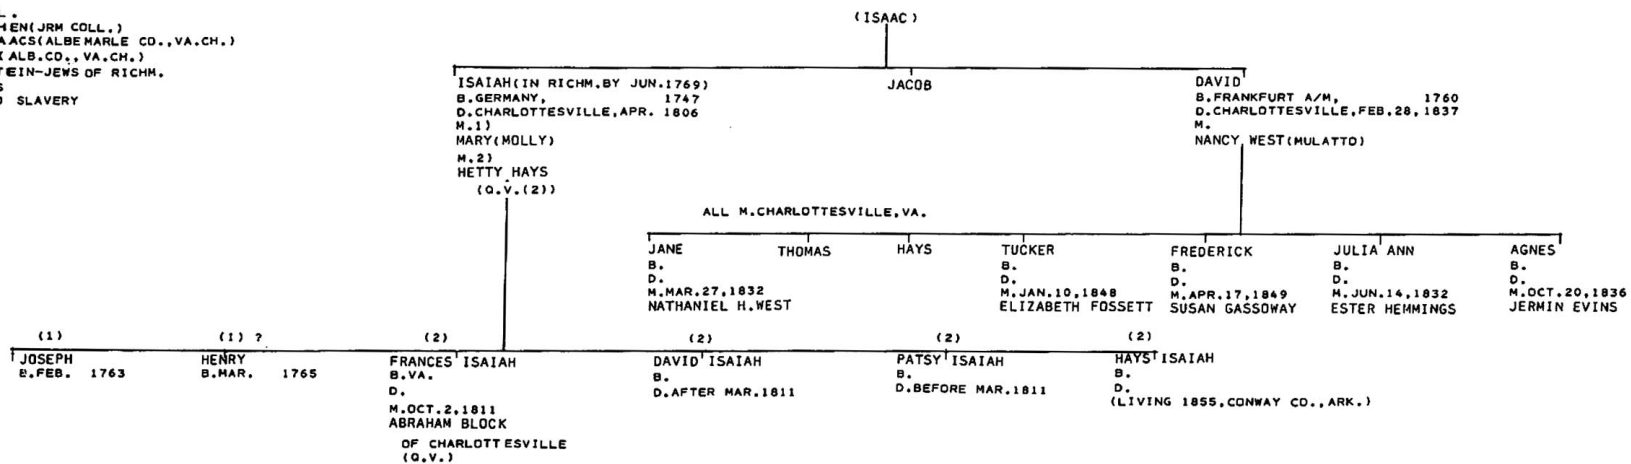 L.
HEN(JRM COLL.)
AACS(ALBEMARLE CO.,VA.CH.)
(ALB.CO., VA.CH.)
TEIN-JEWS OF RICHM.
S
D SLAVERY
(ISAAC)
ISAIAH(IN RICHM.BY JUN.1769)
B.GERMANY, 1747
D.CHARLOTTESVILLE,APR. 1806
M.1)
MARY(MOLLY)
M.2)
HETTY HAYS
(Q.V.(2))
JACOB
DAVID
B.FRANKFURT A/M, 1760
D.CHARLOTTESVILLE,FEB.28,1837
M.
NANCY WEST(MULATTO)
ALL M.CHARLOTTESVILLE,VA.
JANE
B.
D.
M.MAR.27,1832
NATHANIEL H.WEST
THOMAS
HAYS
TUCKER
B.
D.
M.JAN.10,1848
ELIZABETH FOSSETT
FREDERICK
B.
D.
M.APR.17,1849
SUSAN GASSOWAY
JULIA ANN
B.
D.
M.JUN.14,1832
ESTER HEMMINGS
AGNES
B.
D.
M.OCT.20,1836
JERMIN EVINS
(1)
JOSEPH
B.FEB. 1763
(I) ?
HENRY
B.MAR. 1765
(2)
FRANCES ISAIAH
B.VA.
D.
M.OCT.2,1811
ABRAHAM BLOCK
OF CHARLOTTESVILLE
(Q.V.)
(2)
DAVID ISAIAH
B.
D.AFTER MAR.1811
(2)
PATSY ISAIAH
B.
D.BEFORE MAR.1811
(2)
HAYS ISAIAH
B.
D.
(LIVING 1855,CONWAY CO.,ARK.)